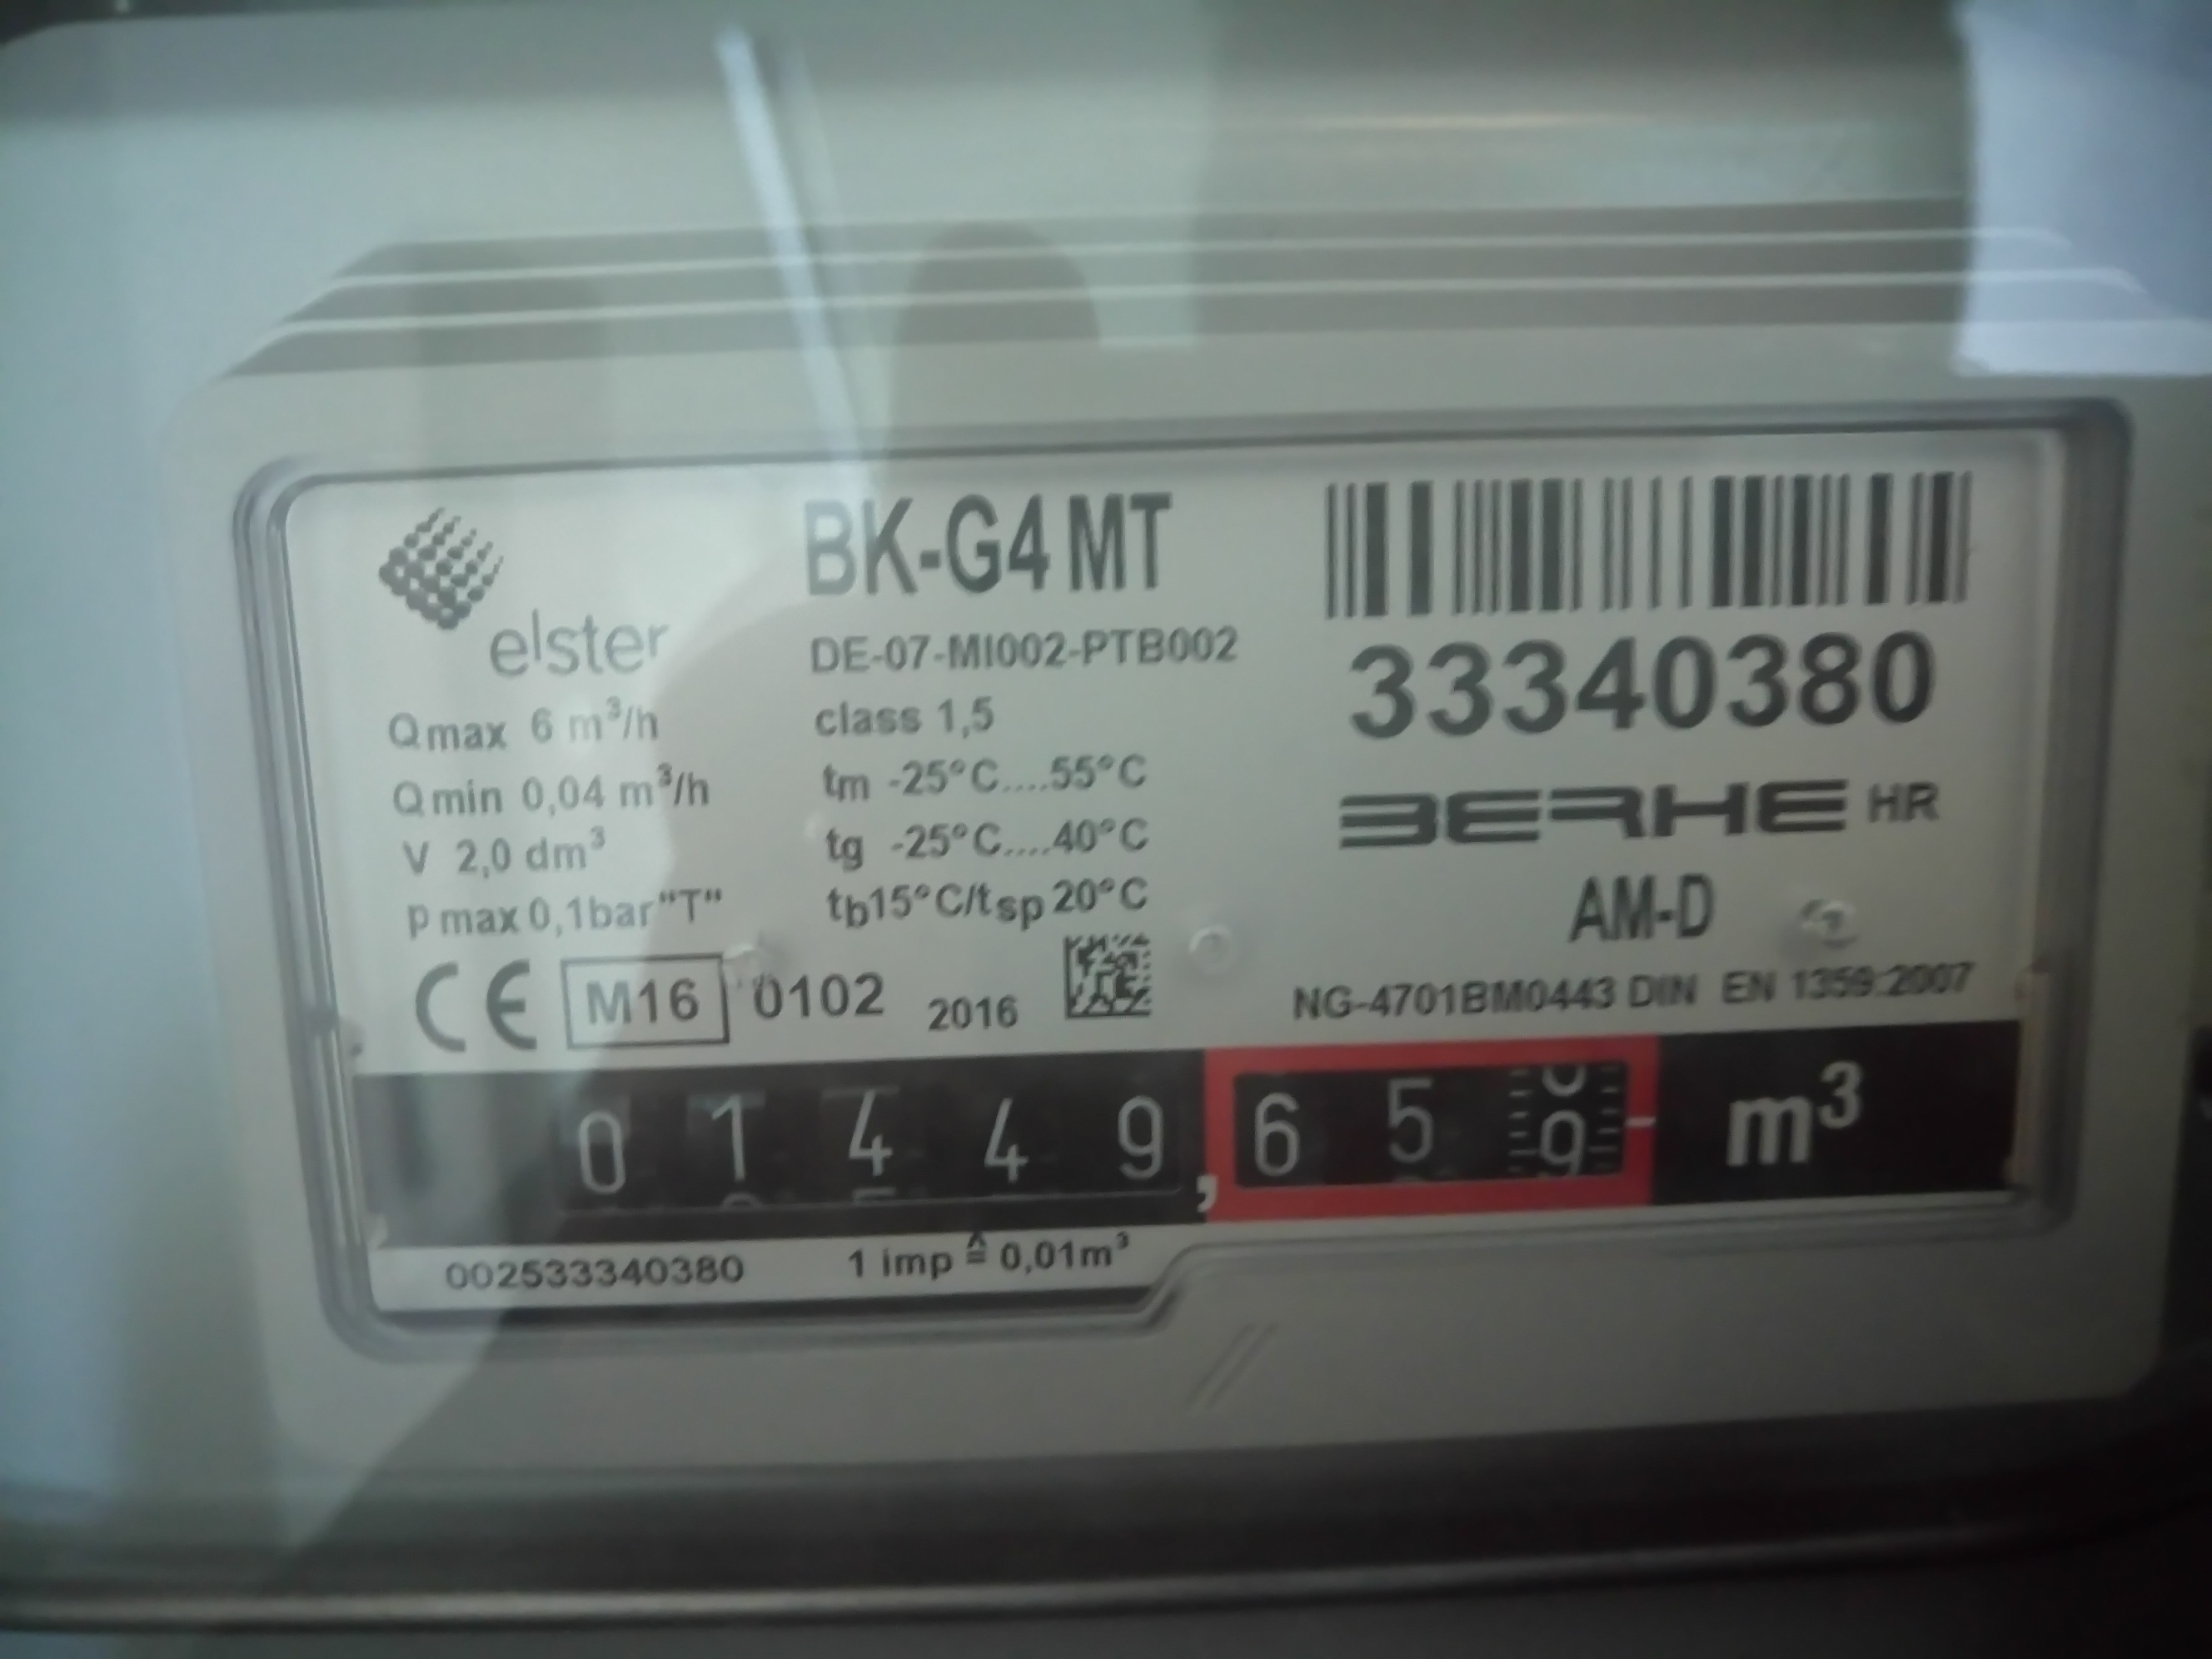 elster
BK-G4 MT
DE-07-MI002-PTB002
33340380
Qmax 6 m³/h
Qmin 0,04 m³/h
V 2,0 dm³
p max 0,1bar "T"
class 1,5
tm -25°C....55°C
tg -25°C....40°C
tb15°C/tsp 20°C
BERHE HR
AM-D
CE M16 0102 2016
NG-4701BM0443 DIN EN 1359:2007
01449,659 m³
002533340380 1 imp ≙ 0,01m³